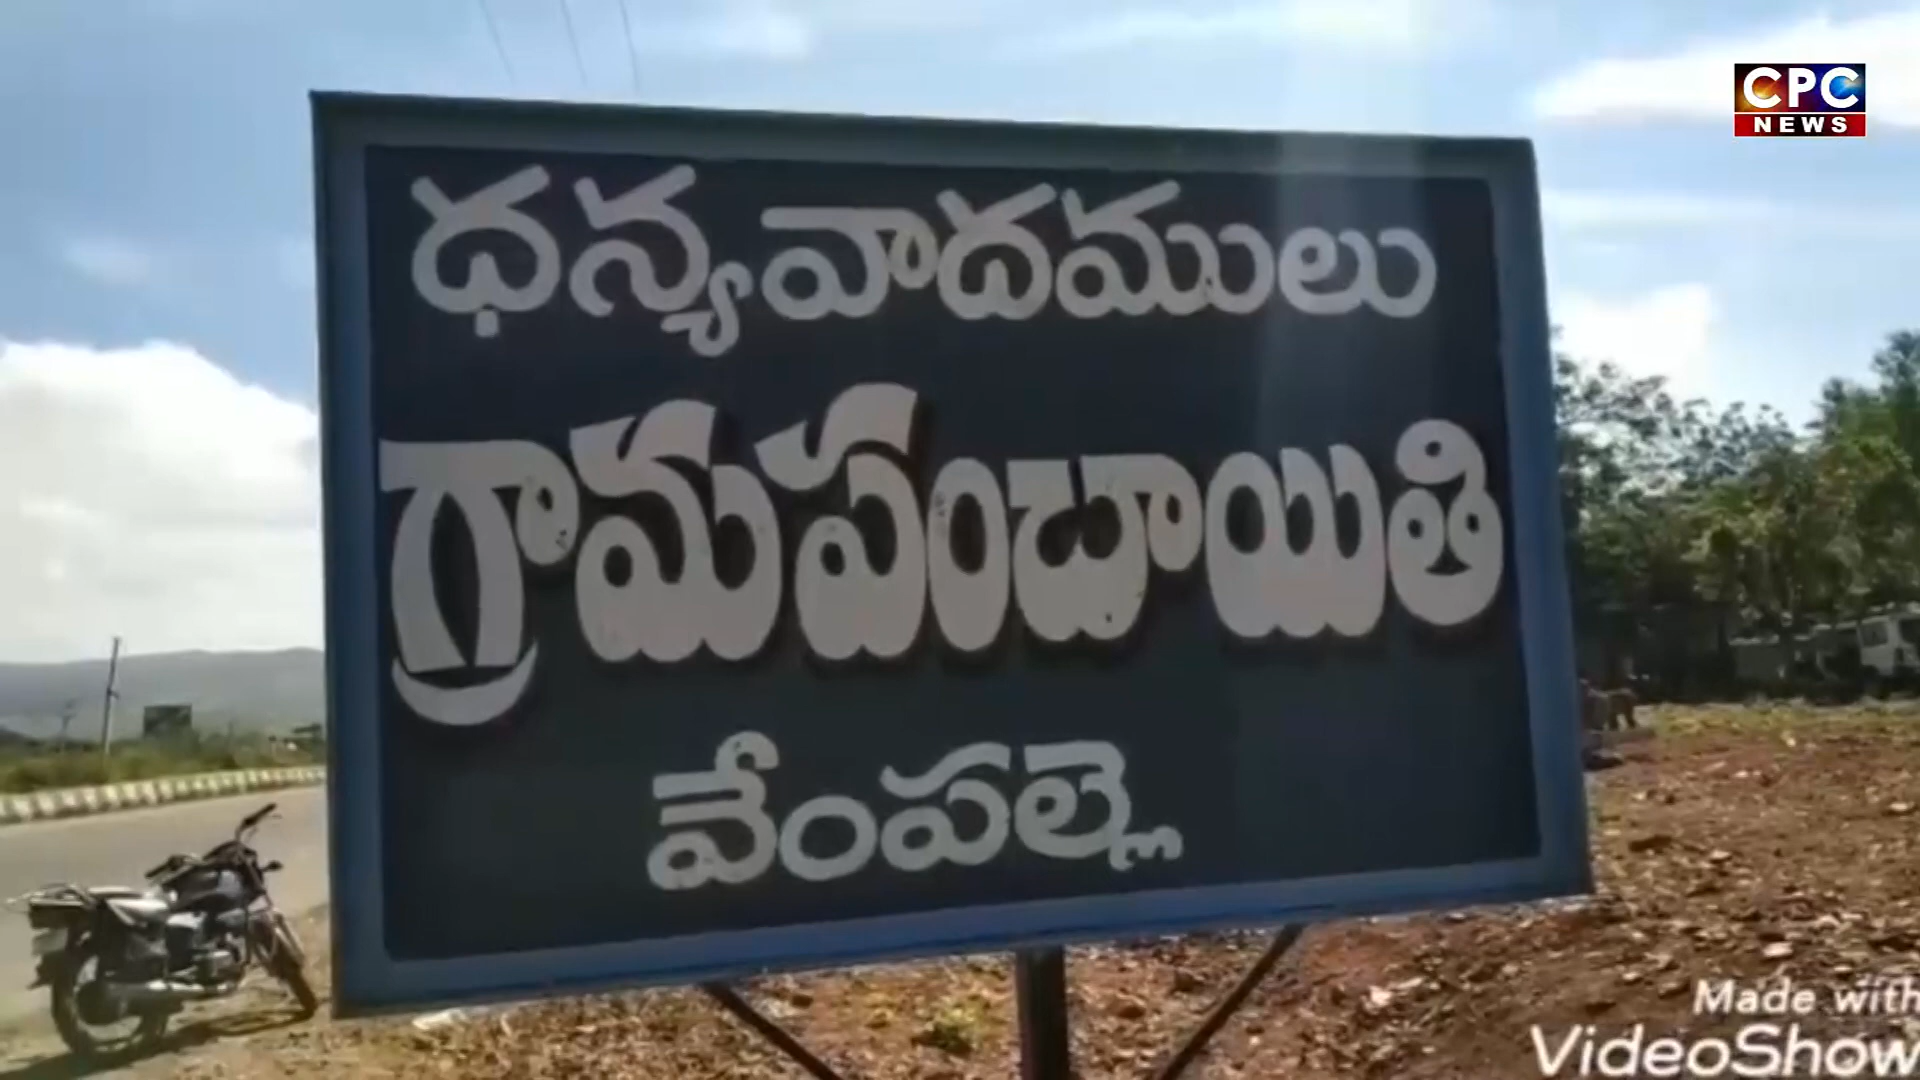 CPC
NEWS
ధన్యవాదములు
గ్రామపంచాయితి
వేంపల్లె
Made with
VideoShow